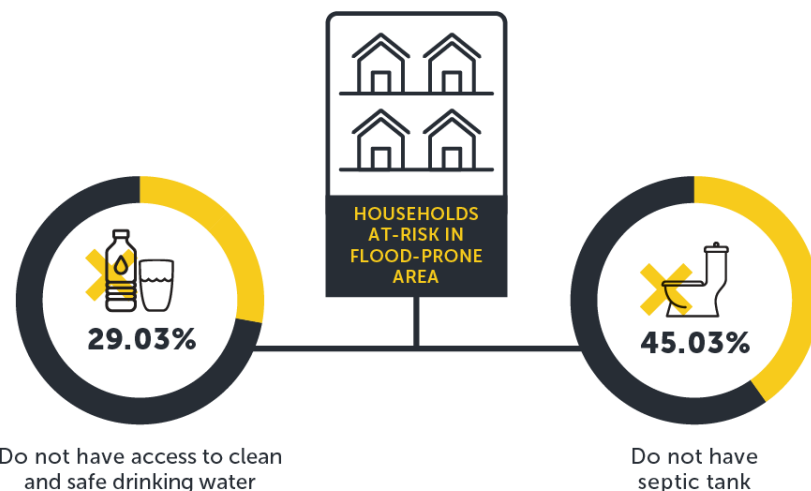 HOUSEHOLDS
AT-RISK IN
FLOOD-PRONE
AREA
29.03%
Do not have access to clean
and safe drinking water
45.03%
Do not have
septic tank